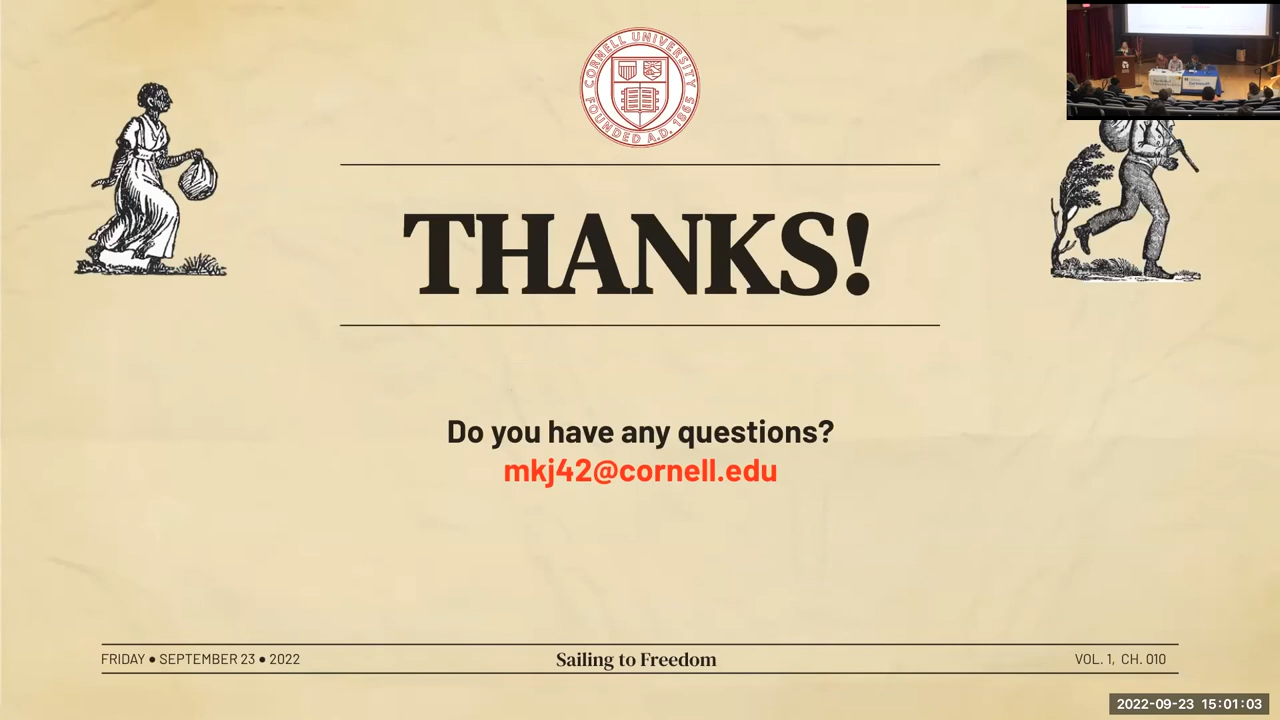 CORNELL UNIVERSITY
FOUNDED A.D. 1865
THANKS!
Do you have any questions?
mkj42@cornell.edu
FRIDAY • SEPTEMBER 23 • 2022
Sailing to Freedom
VOL. 1, CH. 010
2022-09-23 15:01:03